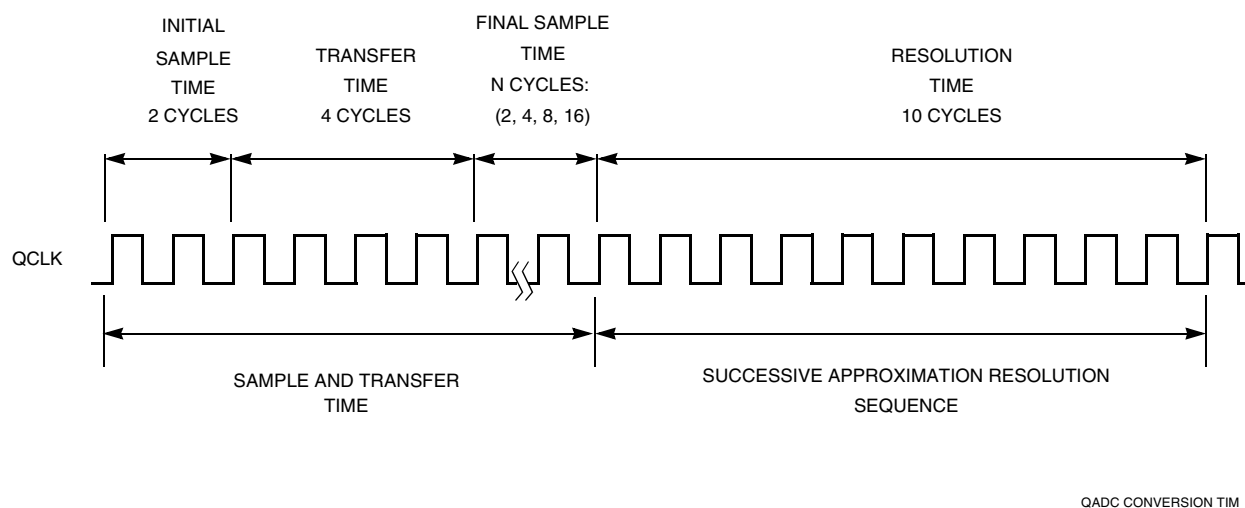 INITIAL
SAMPLE
TIME
2 CYCLES
TRANSFER
TIME
4 CYCLES
FINAL SAMPLE
TIME
N CYCLES:
(2, 4, 8, 16)
RESOLUTION
TIME
10 CYCLES
QCLK
SAMPLE AND TRANSFER
TIME
SUCCESSIVE APPROXIMATION RESOLUTION
SEQUENCE
QADC CONVERSION TIM